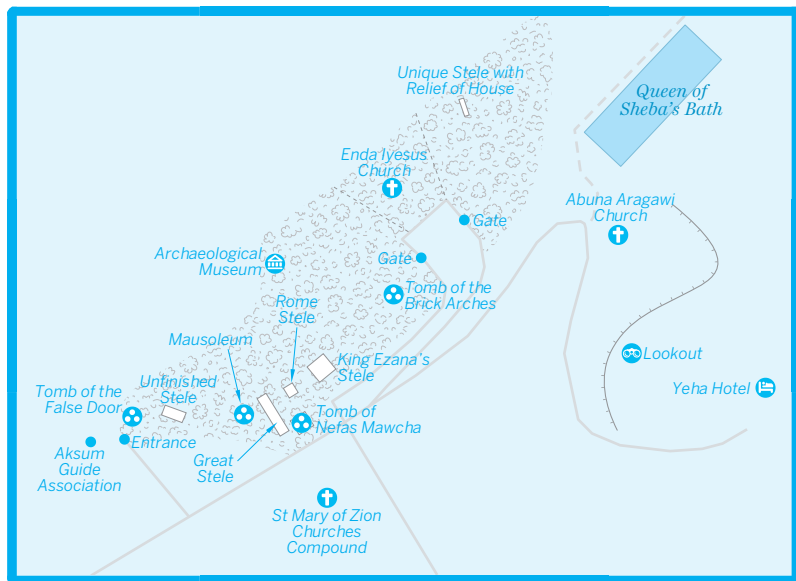 Unique Stele with
Relief of House
Queen of
Sheba's Bath
Enda Iyesus
Church
Abuna Aragawi
Church
Gate
Gate
Archaeological
Museum
Tomb of the
Brick Arches
Rome
Stele
Mausoleum
King Ezana's
Stele
Lookout
Yeha Hotel
Unfinished
Stele
Tomb of the
False Door
Tomb of
Nefas Mawcha
Entrance
Aksum
Guide
Association
Great
Stele
St Mary of Zion
Churches
Compound